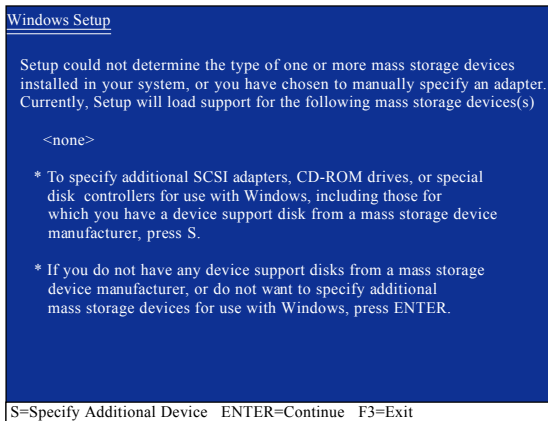 Windows Setup
Setup could not determine the type of one or more mass storage devices
installed in your system, or you have chosen to manually specify an adapter.
Currently, Setup will load support for the following mass storage devices(s)
<none>
* To specify additional SCSI adapters, CD-ROM drives, or special
disk controllers for use with Windows, including those for
which you have a device support disk from a mass storage device
manufacturer, press S.
* If you do not have any device support disks from a mass storage
device manufacturer, or do not want to specify additional
mass storage devices for use with Windows, press ENTER.
S=Specify Additional Device ENTER=Continue F3=Exit